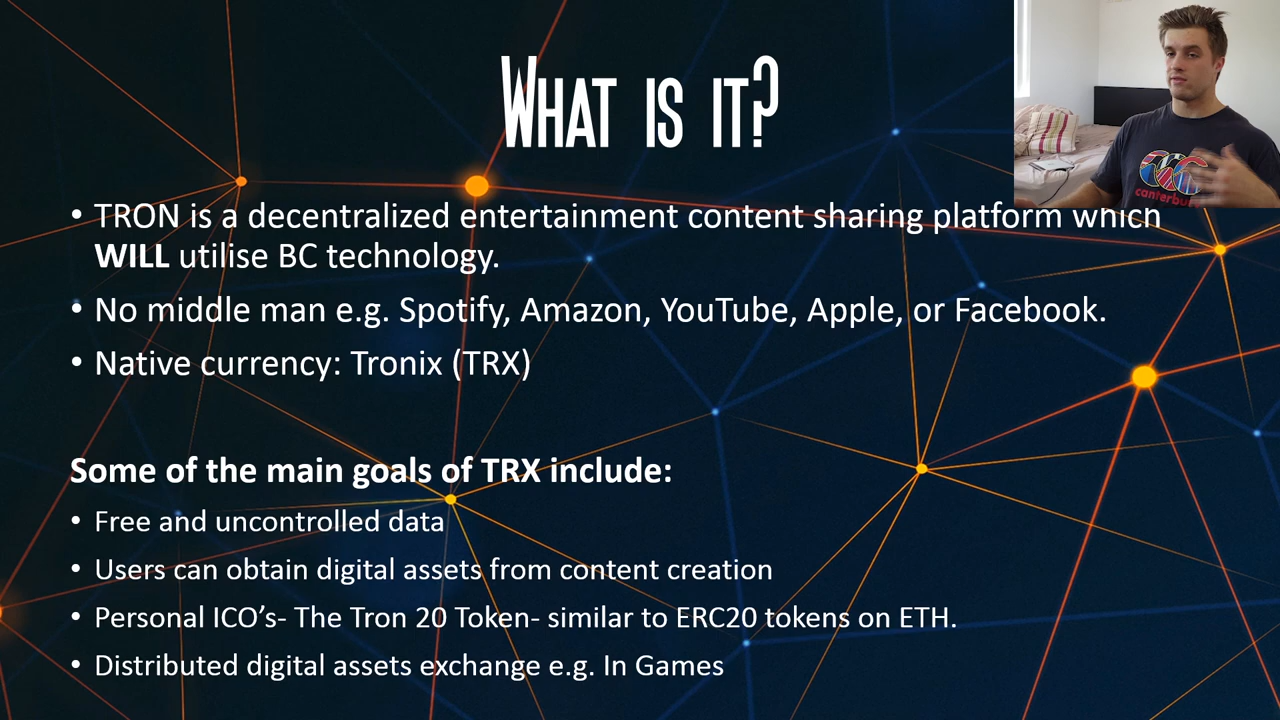 What is it?
• TRON is a decentralized entertainment content sharing platform which
WILL utilise BC technology.
• No middle man e.g. Spotify, Amazon, YouTube, Apple, or Facebook.
• Native currency: Tronix (TRX)
Some of the main goals of TRX include:
• Free and uncontrolled data
• Users can obtain digital assets from content creation
• Personal ICO’s- The Tron 20 Token- similar to ERC20 tokens on ETH.
• Distributed digital assets exchange e.g. In Games